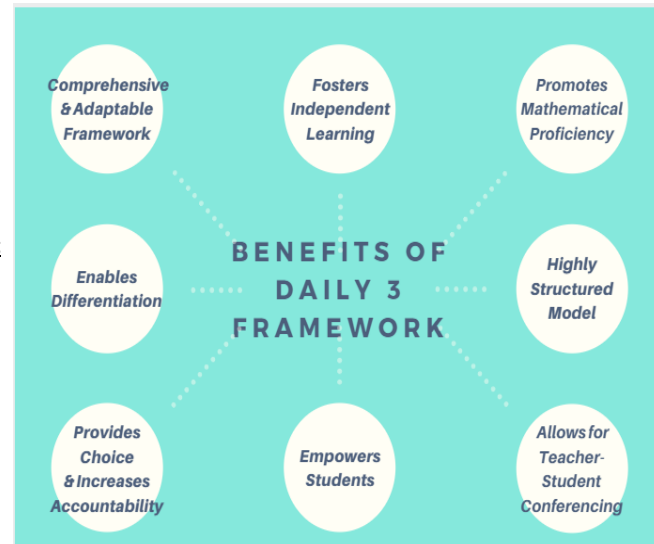 Comprehensive
& Adaptable
Framework
Fosters
Independent
Learning
Promotes
Mathematical
Proficiency
Enables
Differentiation
BENEFITS OF
DAILY 3
FRAMEWORK
Highly
Structured
Model
Provides
Choice
& Increases
Accountability
Empowers
Students
Allows for
Teacher-
Student
Conferencing